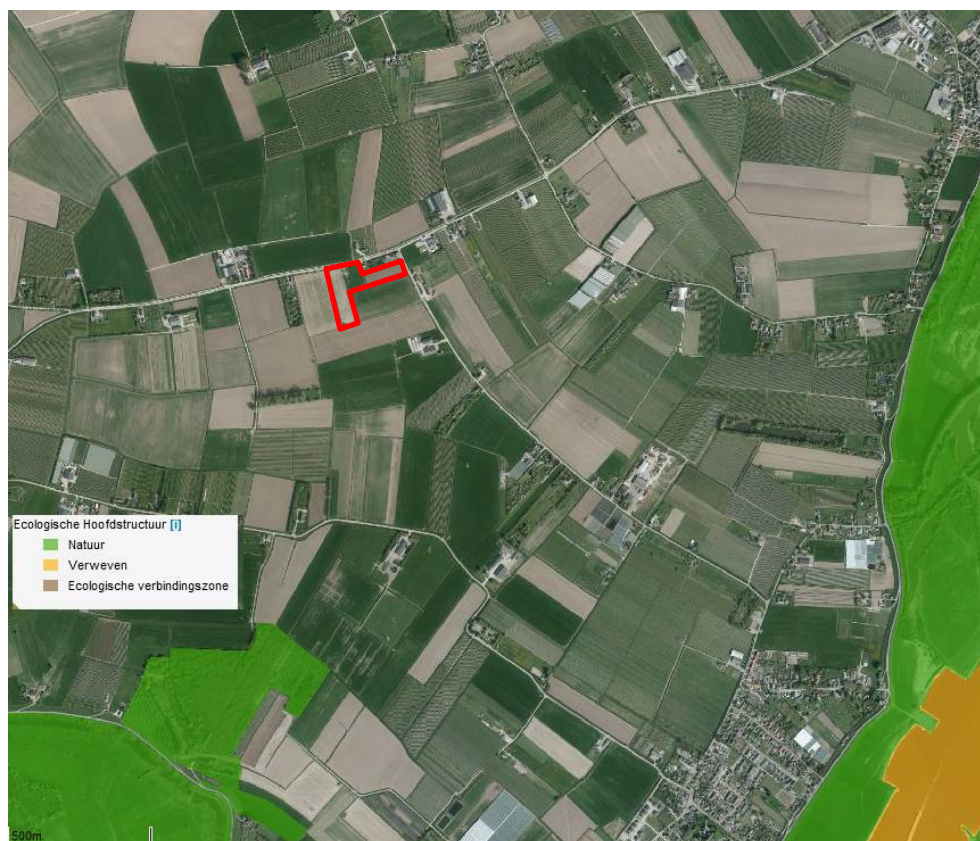 Ecologische Hoofdstructuur [i]
Natuur
Verweven
Ecologische verbindingszone
500m